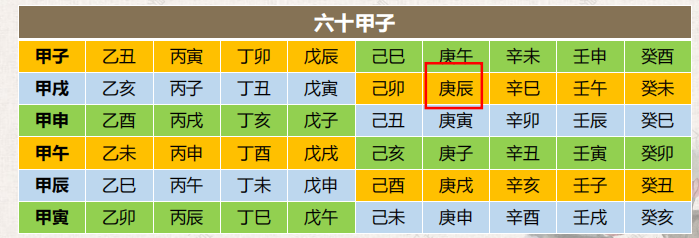 六十甲子
甲子 乙丑 丙寅 丁卯 戊辰 己巳 庚午 辛未 壬申 癸酉
甲戌 乙亥 丙子 丁丑 戊寅 己卯 庚辰 辛巳 壬午 癸未
甲申 乙酉 丙戌 丁亥 戊子 己丑 庚寅 辛卯 壬辰 癸巳
甲午 乙未 丙申 丁酉 戊戌 己亥 庚子 辛丑 壬寅 癸卯
甲辰 乙巳 丙午 丁未 戊申 己酉 庚戌 辛亥 壬子 癸丑
甲寅 乙卯 丙辰 丁巳 戊午 己未 庚申 辛酉 壬戌 癸亥